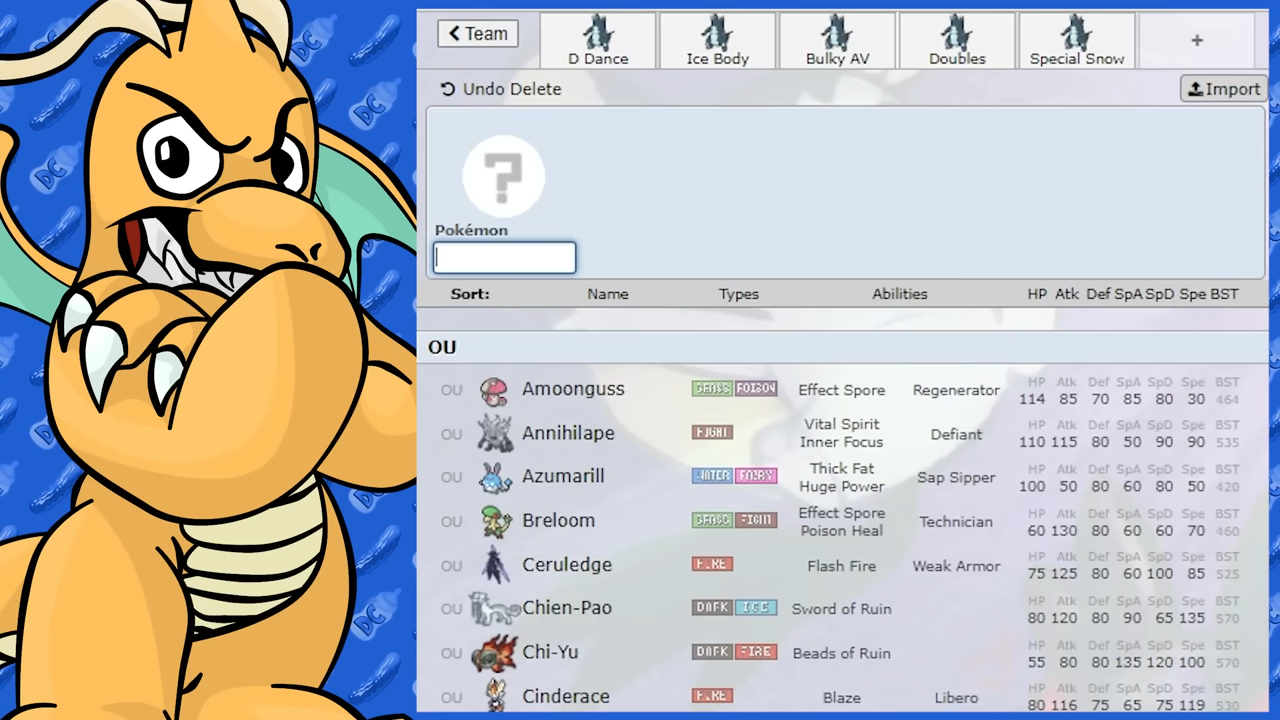 Team
D Dance
Ice Body
Bulky AV
Doubles
Special Snow
+
Undo Delete
Import
?
Pokémon
Sort: Name Types Abilities HP Atk Def SpA SpD Spe BST
OU
OU Amoonguss GRASS POISON Effect Spore Regenerator HP 114 Atk 85 Def 70 SpA 85 SpD 80 Spe 30 BST 464
OU Annihilape FIGHT Vital Spirit Inner Focus Defiant HP 110 Atk 115 Def 80 SpA 50 SpD 90 Spe 90 BST 535
OU Azumarill WATER FAIRY Thick Fat Huge Power Sap Sipper HP 100 Atk 50 Def 80 SpA 60 SpD 80 Spe 50 BST 420
OU Breloom GRASS FIGHT Effect Spore Poison Heal Technician HP 60 Atk 130 Def 80 SpA 60 SpD 60 Spe 70 BST 460
OU Ceruledge FIRE Flash Fire Weak Armor HP 75 Atk 125 Def 80 SpA 60 SpD 100 Spe 85 BST 525
OU Chien-Pao DARK ICE Sword of Ruin HP 80 Atk 120 Def 80 SpA 90 SpD 65 Spe 135 BST 570
OU Chi-Yu DARK FIRE Beads of Ruin HP 55 Atk 80 Def 80 SpA 135 SpD 120 Spe 100 BST 570
OU Cinderace FIRE Blaze Libero HP 80 Atk 116 Def 75 SpA 65 SpD 75 Spe 119 BST 530
DC
DC
DC
DC
DC